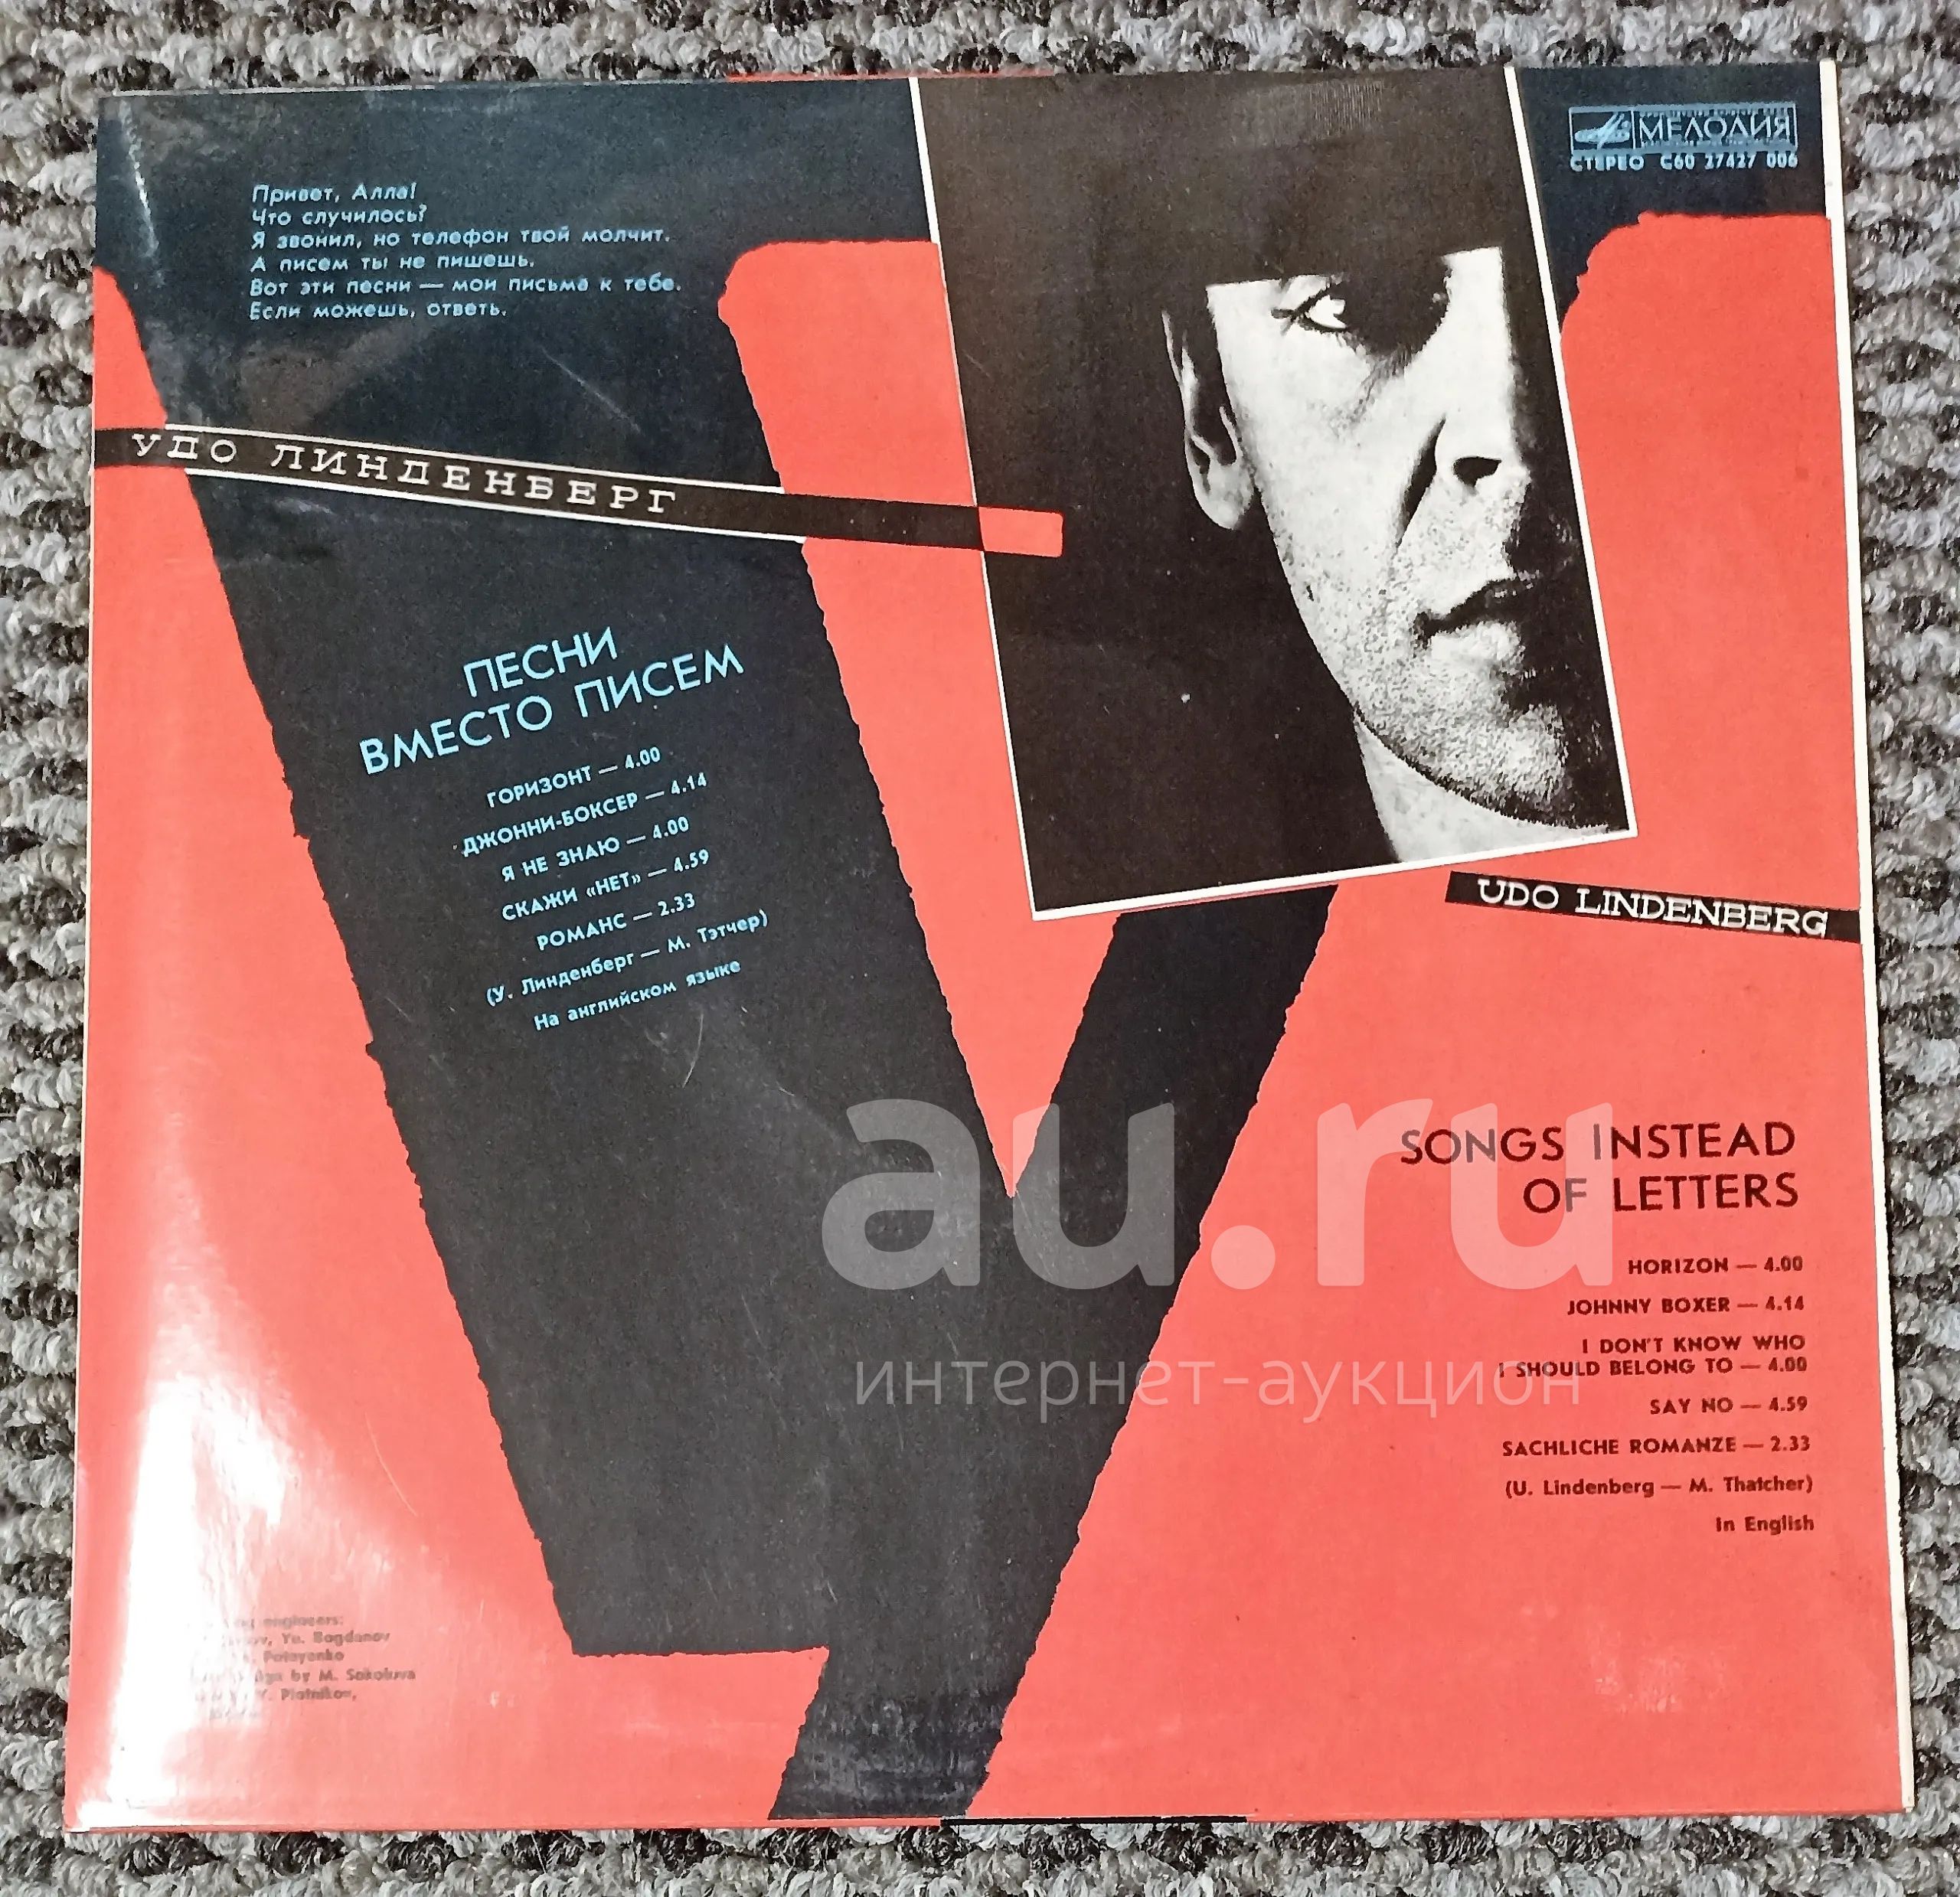 МЕЛОДИЯ
СТЕРЕО С60 27427 006
Привет, Алла!
Что случилось?
Я звонил, но телефон твой молчит.
А писем ты не пишешь.
Вот эти песни — мои письма к тебе.
Если можешь, ответь.
УДО ЛИНДЕНБЕРГ
ПЕСНИ
ВМЕСТО ПИСЕМ
ГОРИЗОНТ — 4.00
ДЖОННИ-БОКСЕР — 4.14
Я НЕ ЗНАЮ — 4.00
СКАЖИ «НЕТ» — 4.59
РОМАНС — 2.33
(У. Линденберг — М. Тэтчер)
На английском языке
UDO LINDENBERG
SONGS INSTEAD
OF LETTERS
HORIZON — 4.00
JOHNNY BOXER — 4.14
I DON'T KNOW WHO
I SHOULD BELONG TO — 4.00
SAY NO — 4.59
SACHLICHE ROMANZE — 2.33
(U. Lindenberg — M. Thatcher)
In English
engineers:
Yu. Bogdanov
by M. Sokolova
Plotnikov,
au.ru
интернет-аукцион